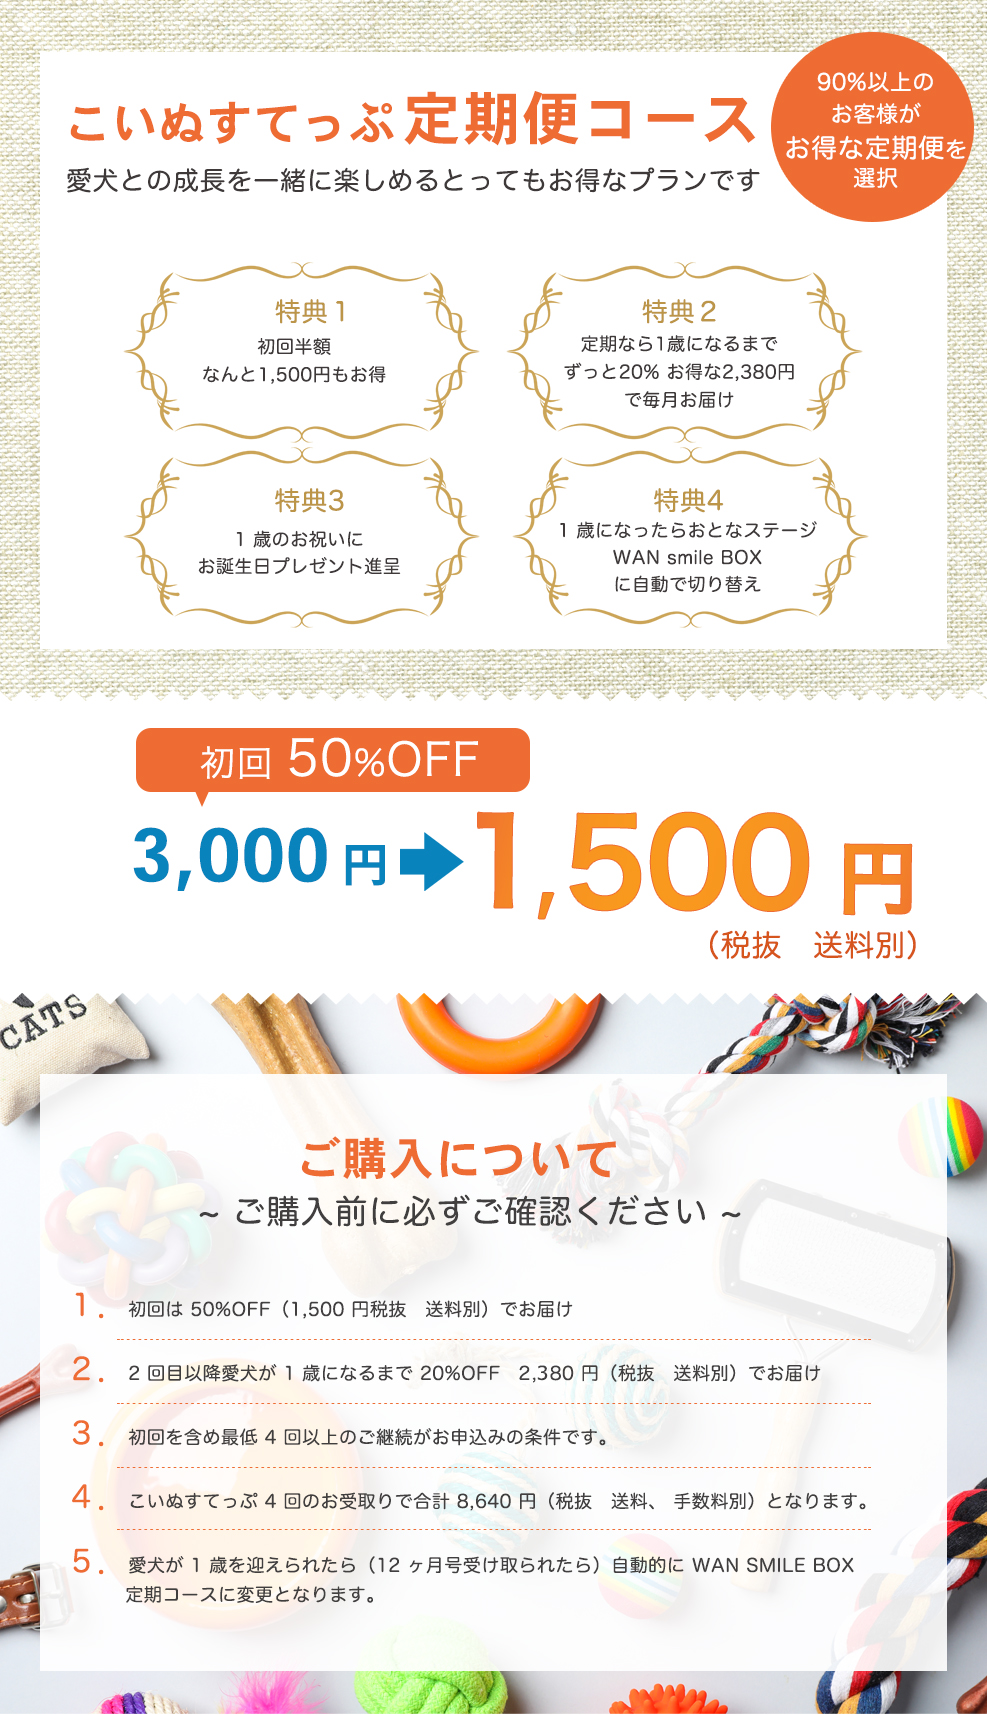 こいぬすてっぷ定期便コース
愛犬との成長を一緒に楽しめるとってもお得なプランです
90%以上の
お客様が
お得な定期便を
選択
特典１
初回半額
なんと1,500円もお得
特典２
定期なら1歳になるまで
ずっと20% お得な2,380円
で毎月お届け
特典3
1 歳のお祝いに
お誕生日プレゼント進呈
特典4
1 歳になったらおとなステージ
WAN smile BOX
に自動で切り替え
初回 50%OFF
3,000 円 1,500 円
（税抜　送料別）
CATS
ご購入について
~ ご購入前に必ずご確認ください ~
1. 初回は 50%OFF（1,500 円税抜　送料別）でお届け
2. 2 回目以降愛犬が 1 歳になるまで 20%OFF　2,380 円（税抜　送料別）でお届け
3. 初回を含め最低 4 回以上のご継続がお申込みの条件です。
4. こいぬすてっぷ 4 回のお受取りで合計 8,640 円（税抜　送料、 手数料別）となります。
5. 愛犬が 1 歳を迎えられたら（12 ヶ月号受け取られたら）自動的に WAN SMILE BOX
定期コースに変更となります。